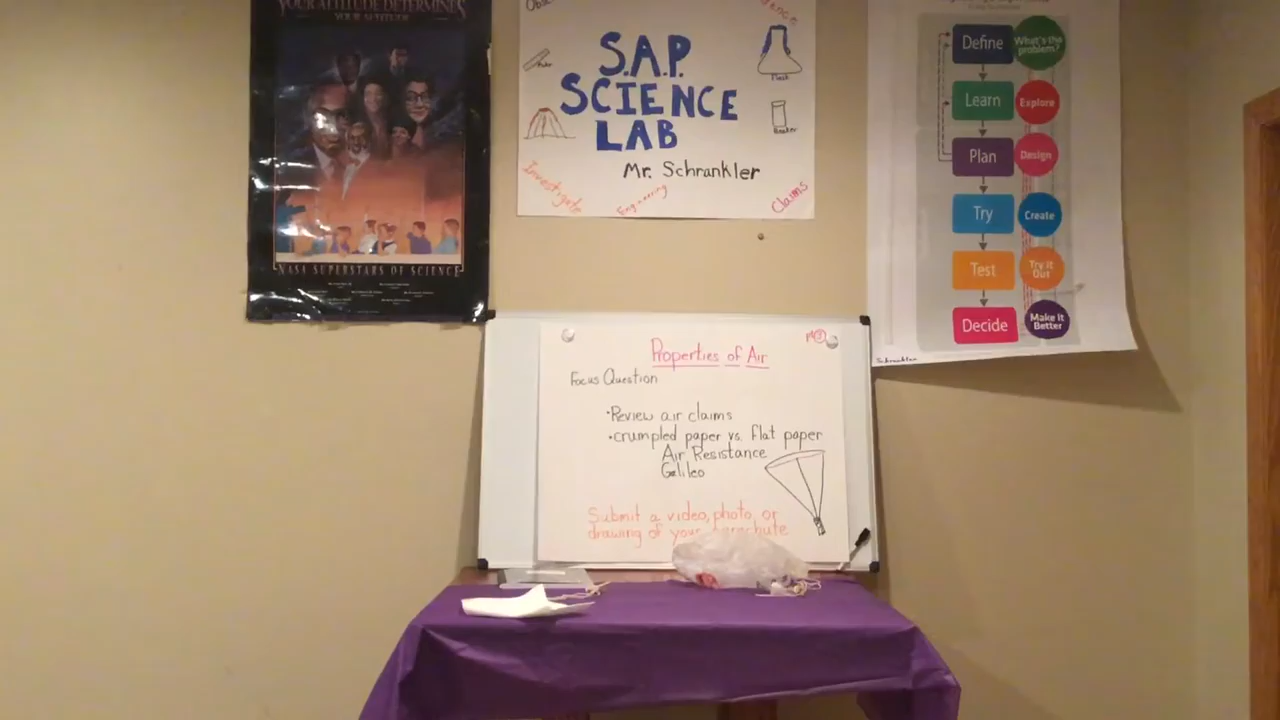 YOUR ATTITUDE DETERMINES
YOUR APTITUDE
NASA SUPERSTARS OF SCIENCE
S.A.P.
SCIENCE
LAB
Mr. Schrankler
Flask
Beaker
Investigate
Engineering
Claims
Define
What's the
problem?
Learn
Explore
Plan
Design
Try
Create
Test
Try It
Out
Decide
Make it
Better
Schrankler
Properties of Air
Focus Question
•Review air claims
•crumpled paper vs. flat paper
Air Resistance
Galileo
Submit a video, photo, or
drawing of your parachute